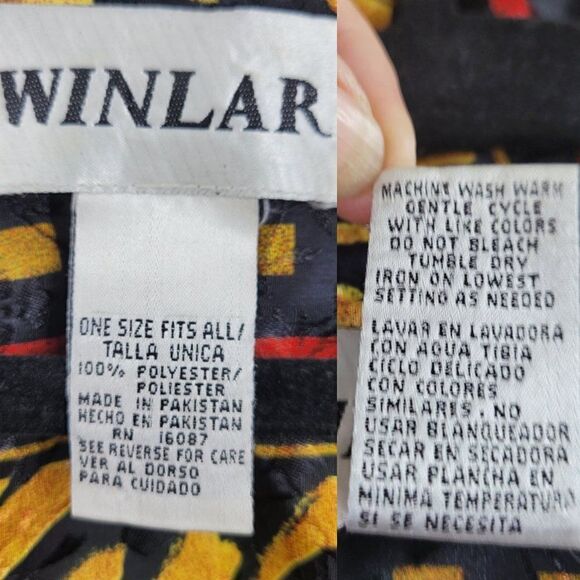 WINLAR
ONE SIZE FITS ALL/
TALLA UNICA
100% POLYESTER/
POLIESTER
MADE IN PAKISTAN
HECHO EN PAKISTAN
RN 16087
SEE REVERSE FOR CARE
VER AL DORSO
PARA CUIDADO
MACHINE WASH WARM
GENTLE CYCLE
WITH LIKE COLORS
DO NOT BLEACH
TUMBLE DRY
IRON ON LOWEST
SETTING AS NEEDED
LAVAR EN LAVADORA
CON AGUA TIBIA
CICLO DELICADO
CON COLORES
SIMILARES. NO
USAR BLANQUEADOR
SECAR EN SECADORA
USAR PLANCHA EN
MINIMA TEMPERATURA
SI SE NECESITA